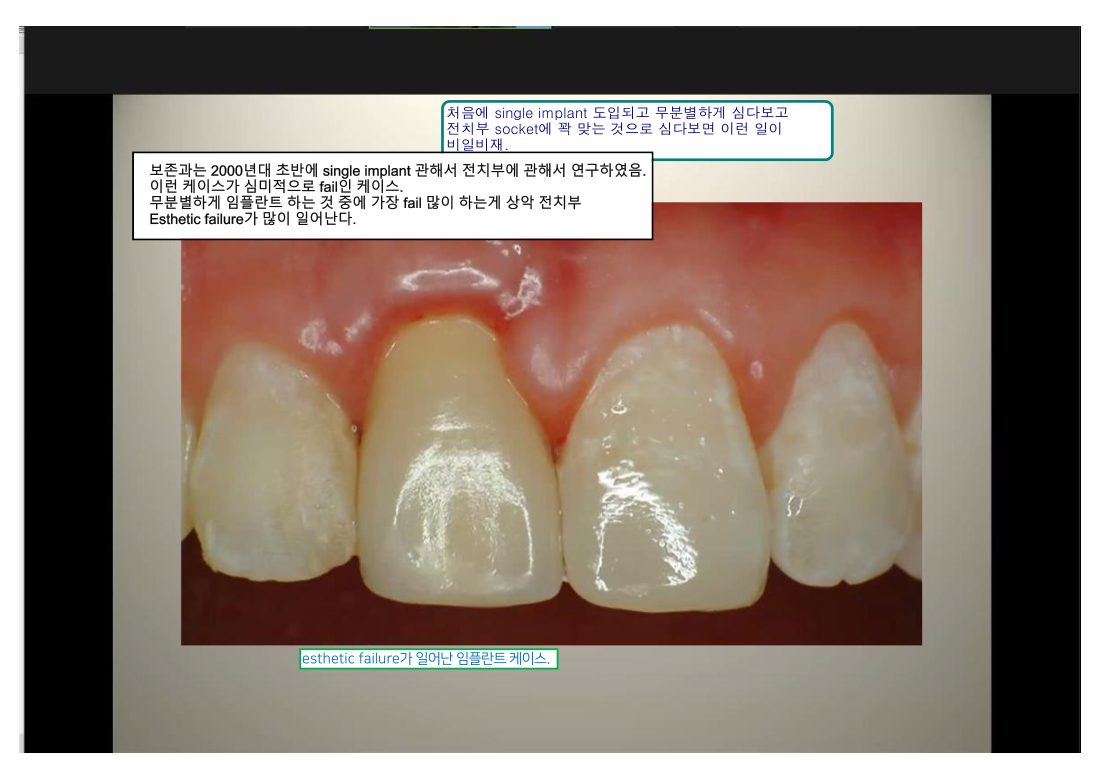 처음에 single implant 도입되고 무분별하게 심다보고
전치부 socket에 꽉 맞는 것으로 심다보면 이런 일이
비일비재.
보존과는 2000년대 초반에 single implant 관해서 전치부에 관해서 연구하였음.
이런 케이스가 심미적으로 fail인 케이스.
무분별하게 임플란트 하는 것 중에 가장 fail 많이 하는게 상악 전치부
Esthetic failure가 많이 일어난다.
esthetic failure가 일어난 임플란트 케이스.